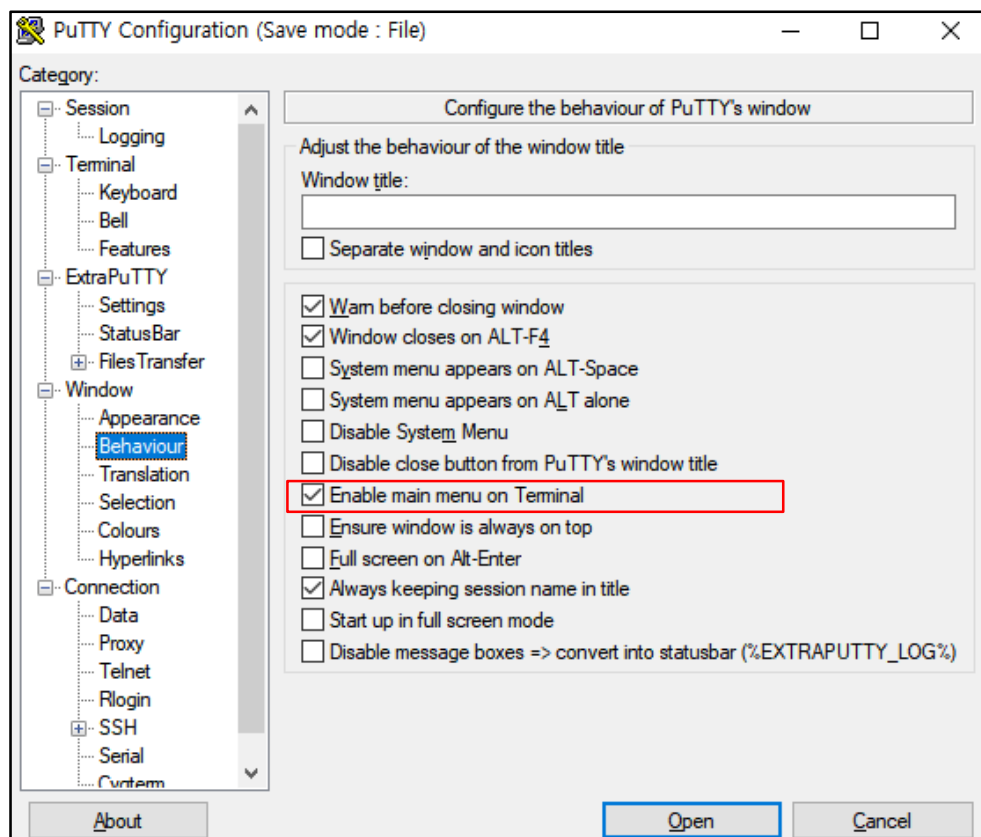 PuTTY Configuration (Save mode : File)
Category:
Session
Logging
Terminal
Keyboard
Bell
Features
ExtraPuTTY
Settings
StatusBar
FilesTransfer
Window
Appearance
Behaviour
Translation
Selection
Colours
Hyperlinks
Connection
Data
Proxy
Telnet
Rlogin
SSH
Serial
Cygterm
Configure the behaviour of PuTTY's window
Adjust the behaviour of the window title
Window title:
Separate window and icon titles
Warn before closing window
Window closes on ALT-F4
System menu appears on ALT-Space
System menu appears on ALT alone
Disable System Menu
Disable close button from PuTTY's window title
Enable main menu on Terminal
Ensure window is always on top
Full screen on Alt-Enter
Always keeping session name in title
Start up in full screen mode
Disable message boxes => convert into statusbar (%EXTRAPUTTY_LOG%)
About
Open
Cancel